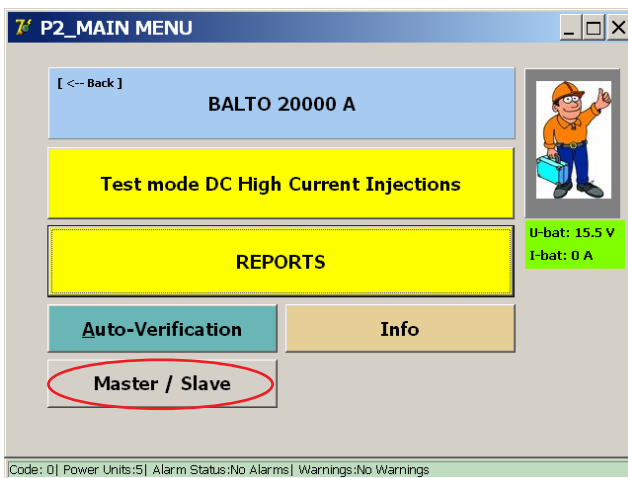 P2_MAIN MENU
[ <-- Back ]
BALTO 20000 A
Test mode DC High Current Injections
U-bat: 15.5 V
I-bat: 0 A
REPORTS
Auto-Verification
Info
Master / Slave
Code: 0| Power Units:5| Alarm Status:No Alarms| Warnings:No Warnings